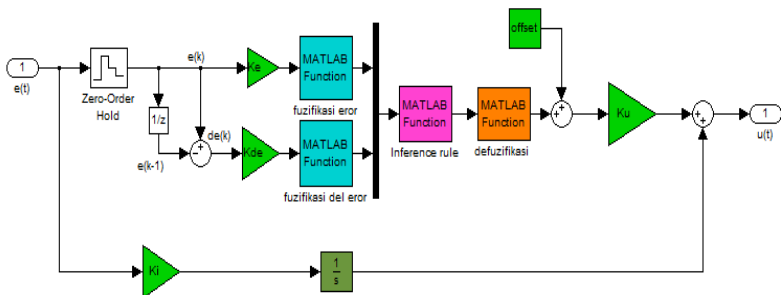 1
e(t)
Zero-Order
Hold
e(k)
1/z
e(k-1)
de(k)
- +
Ke
Kde
MATLAB
Function
fuzifikasi eror
MATLAB
Function
fuzifikasi del eror
MATLAB
Function
Inference rule
MATLAB
Function
defuzifikasi
offset
+ +
Ku
+ +
1
u(t)
Ki
1
s